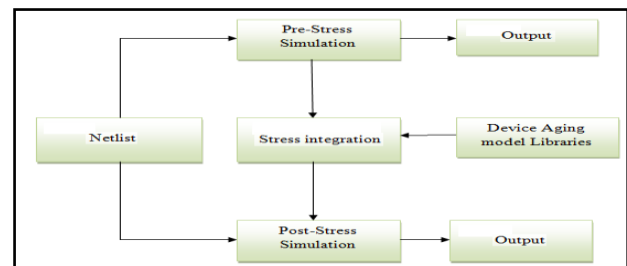 Pre-Stress
Simulation
Output
Netlist
Stress integration
Device Aging
model Libraries
Post-Stress
Simulation
Output